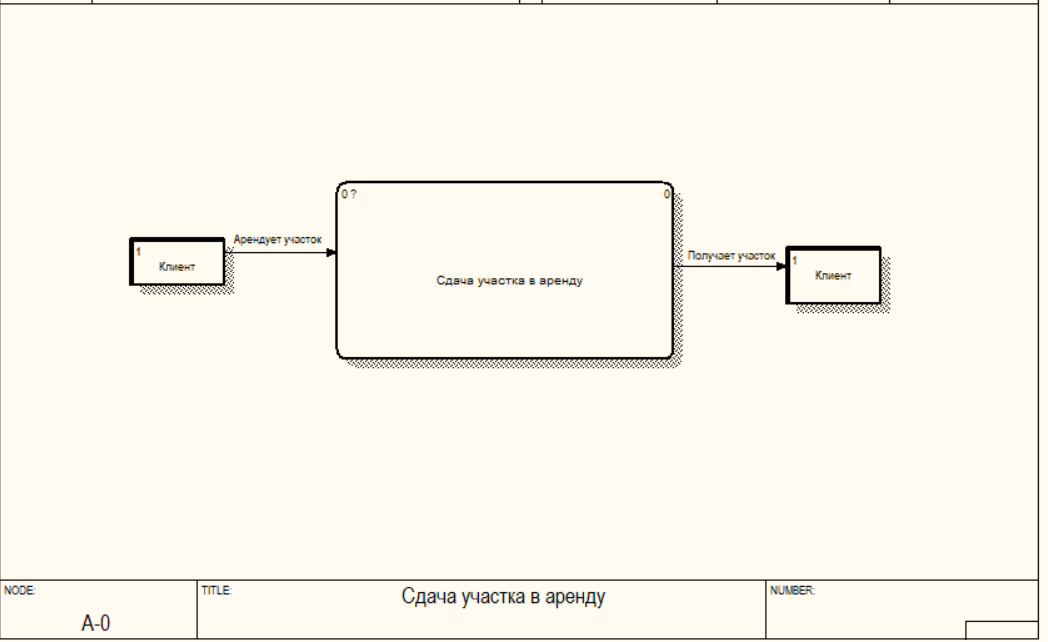 0 ?
0
1
Клиент
Арендует участок
Сдача участка в аренду
Получает участок
1
Клиент
NODE:
A-0
TITLE:
Сдача участка в аренду
NUMBER: